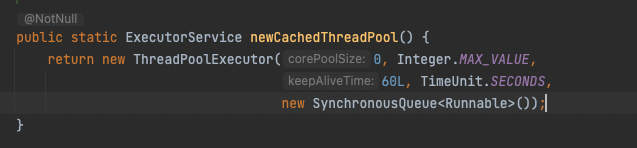 @NotNull
public static ExecutorService newCachedThreadPool() {
    return new ThreadPoolExecutor( corePoolSize: 0, Integer.MAX_VALUE,
                                  keepAliveTime: 60L, TimeUnit.SECONDS,
                                  new SynchronousQueue<Runnable>());
}